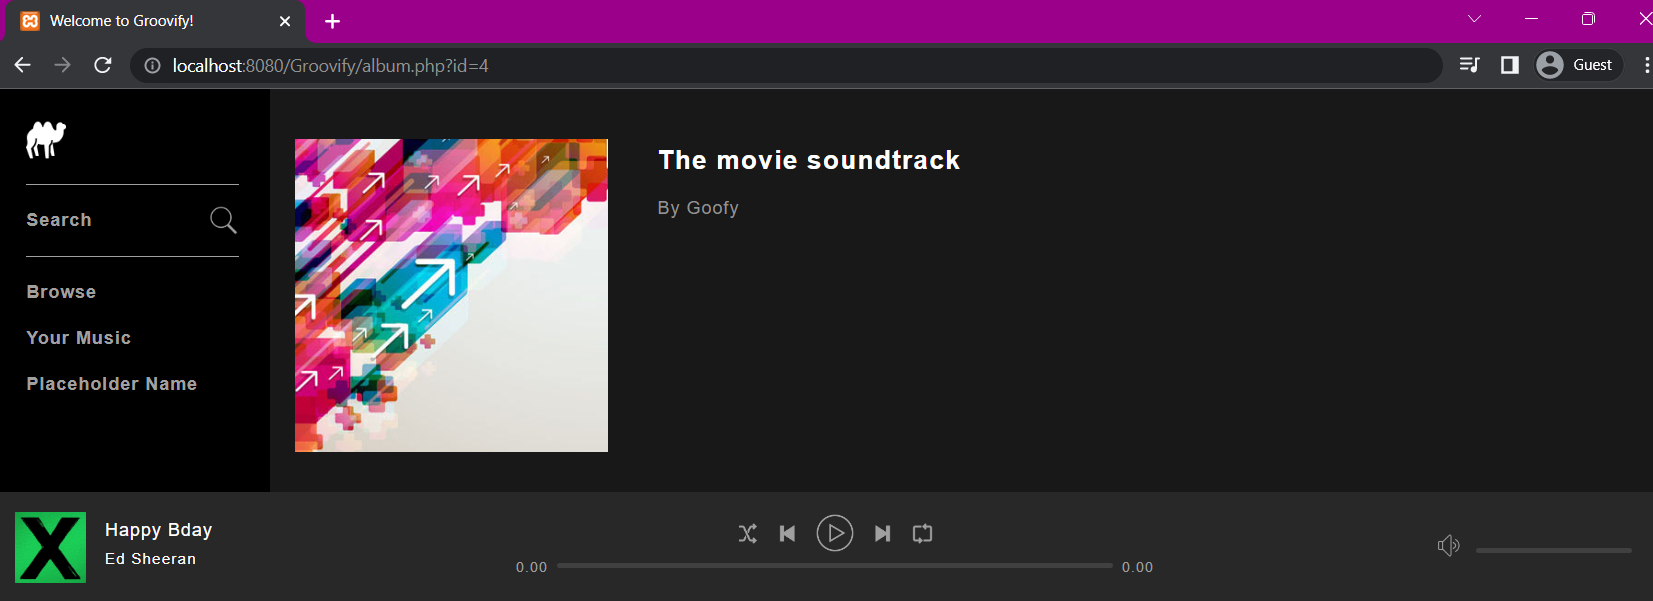 Welcome to Groovify!
localhost:8080/Groovify/album.php?id=4
Guest
Search
Browse
Your Music
Placeholder Name
The movie soundtrack
By Goofy
X
Happy Bday
Ed Sheeran
0.00
0.00